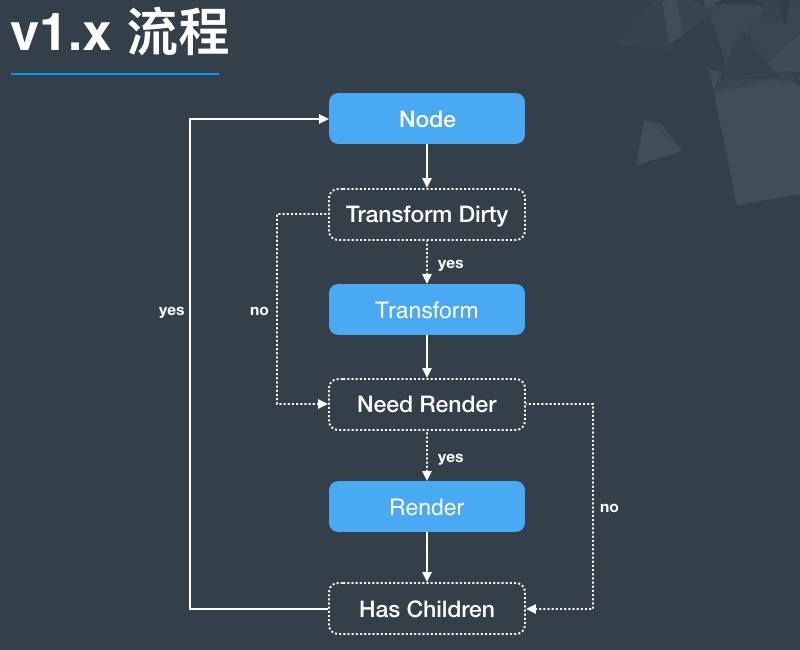 v1.x 流程
Node
Transform Dirty
yes
yes
no
Transform
Need Render
yes
Render
no
Has Children